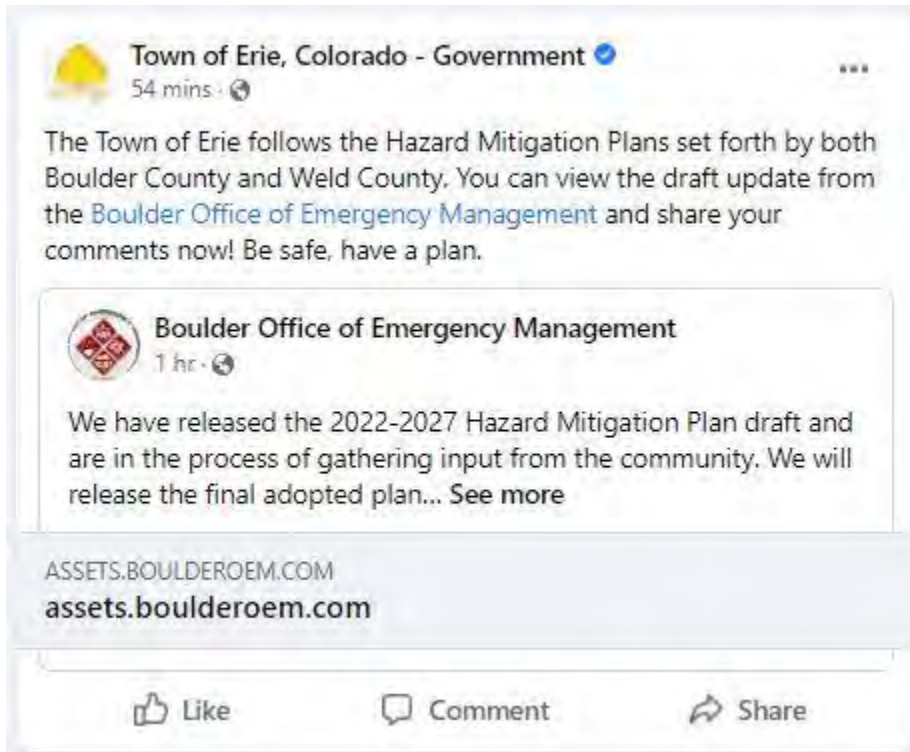 Town of Erie, Colorado - Government
54 mins ·
The Town of Erie follows the Hazard Mitigation Plans set forth by both
Boulder County and Weld County. You can view the draft update from
the Boulder Office of Emergency Management and share your
comments now! Be safe, have a plan.
Boulder Office of Emergency Management
1 hr ·
We have released the 2022-2027 Hazard Mitigation Plan draft and
are in the process of gathering input from the community. We will
release the final adopted plan... See more
ASSETS.BOULDEROEM.COM
assets.boulderoem.com
Like Comment Share